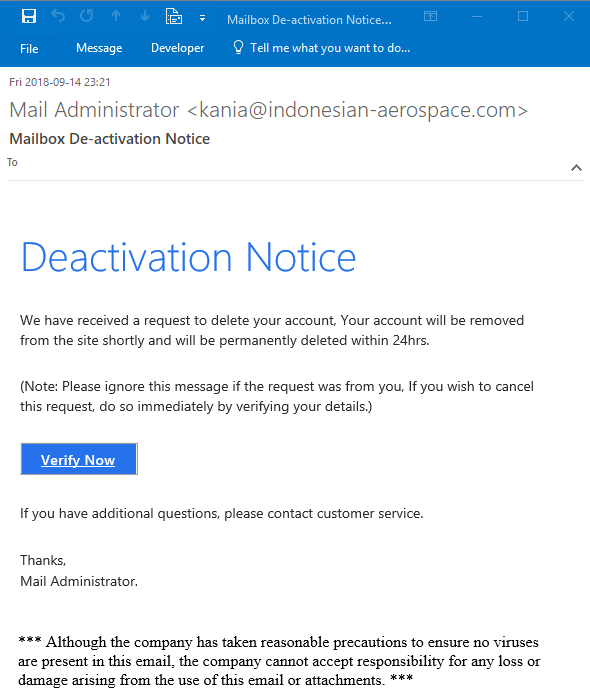 Mailbox De-activation Notice...
File Message Developer Tell me what you want to do...
Fri 2018-09-14 23:21
Mail Administrator <kania@indonesian-aerospace.com>
Mailbox De-activation Notice
To
Deactivation Notice
We have received a request to delete your account, Your account will be removed
from the site shortly and will be permanently deleted within 24hrs.
(Note: Please ignore this message if the request was from you, If you wish to cancel
this request, do so immediately by verifying your details.)
Verify Now
If you have additional questions, please contact customer service.
Thanks,
Mail Administrator.
*** Although the company has taken reasonable precautions to ensure no viruses
are present in this email, the company cannot accept responsibility for any loss or
damage arising from the use of this email or attachments. ***